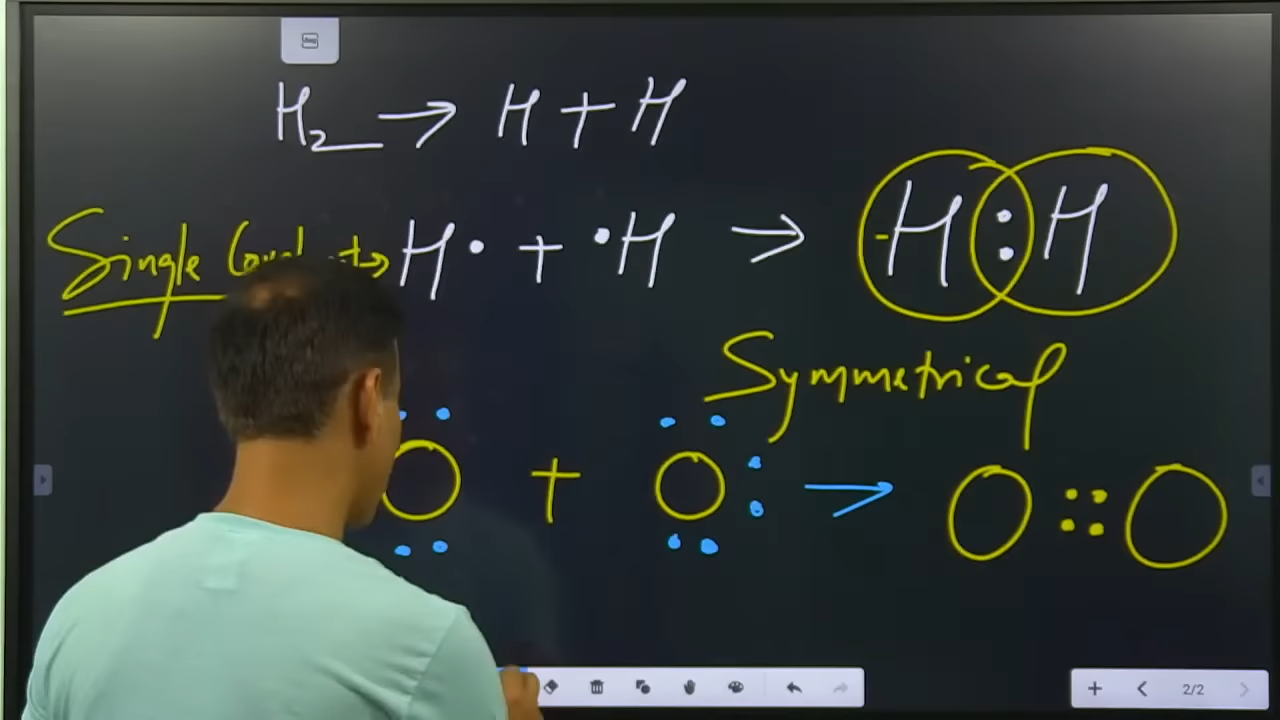 H₂ → H + H
Single → H• + •H → H : H
Symmetrical
O + O → O :: O
2/2